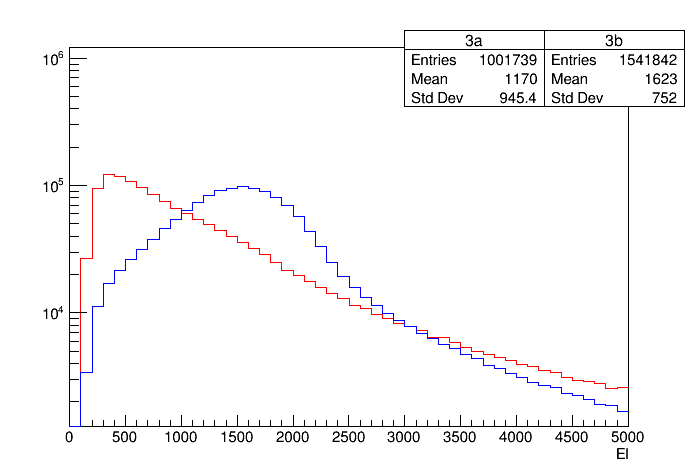 3a 3b
Entries 1001739 Entries 1541842
Mean 1170 Mean 1623
Std Dev 945.4 Std Dev 752
10⁶
10⁵
10⁴
0 500 1000 1500 2000 2500 3000 3500 4000 4500 5000
El